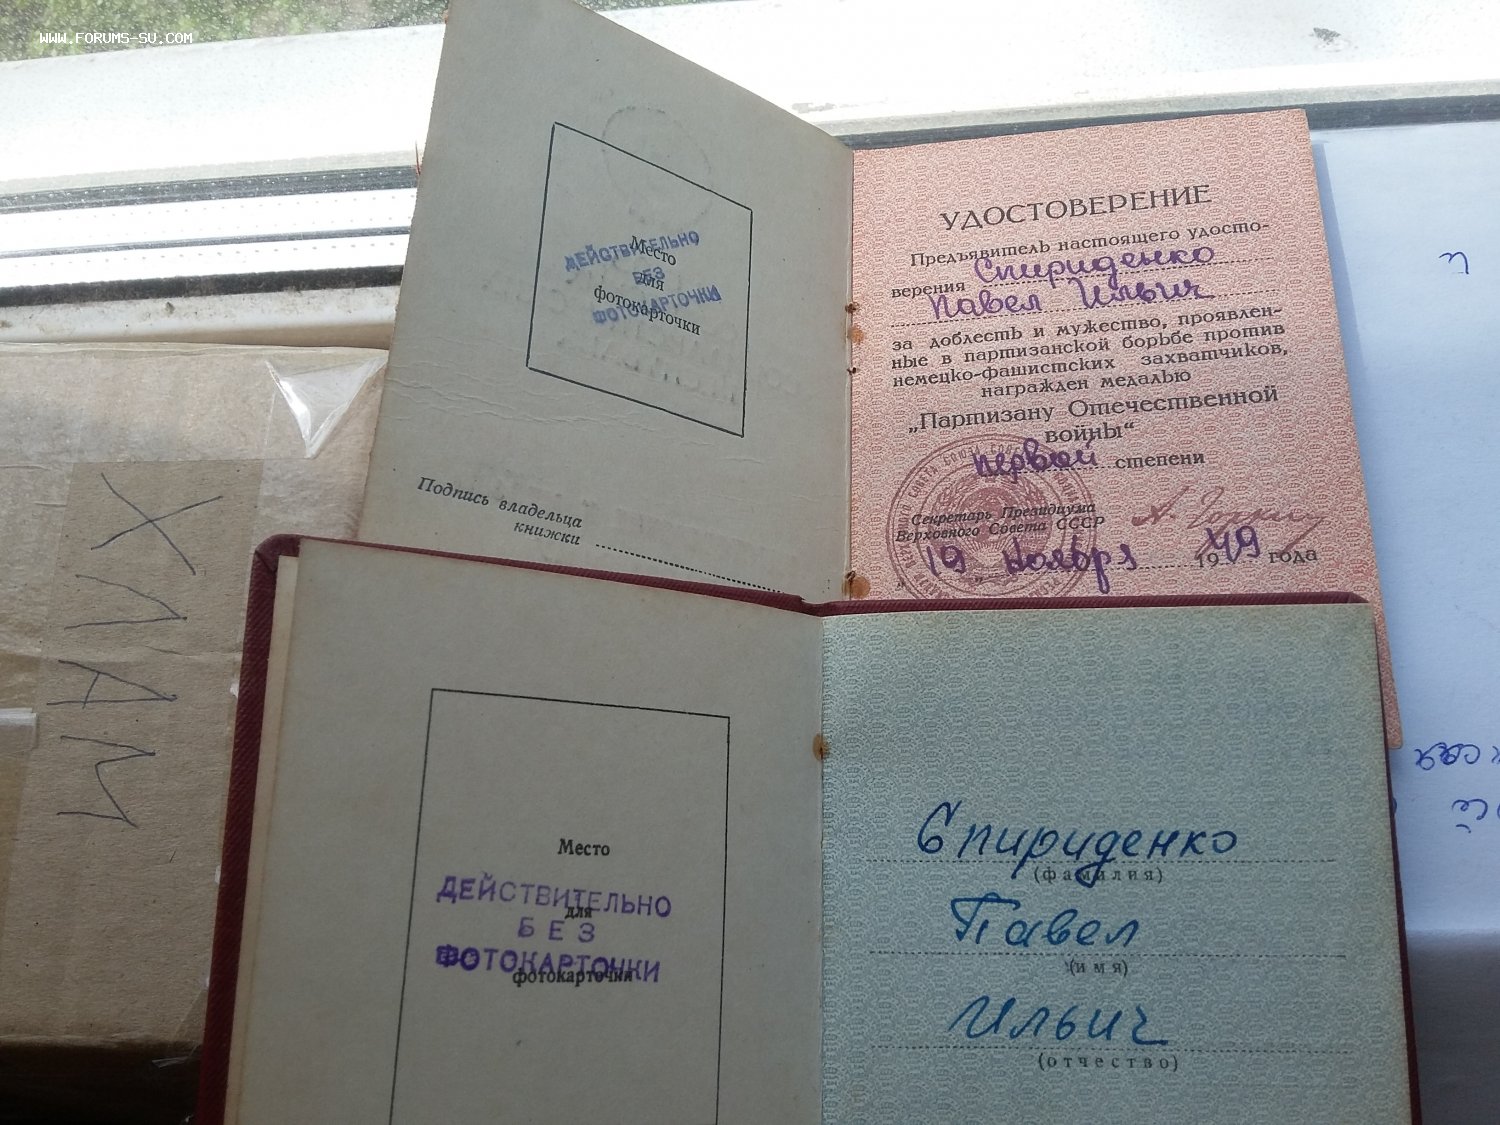 WWW.FORUMS-SU.COM
Место
для
фотокарточки
ДЕЙСТВИТЕЛЬНО
БЕЗ
ФОТОКАРТОЧКИ
Подпись владельца
книжки
УДОСТОВЕРЕНИЕ
Предъявитель настоящего удосто-
верения Спириденко
Павел Ильич
за доблесть и мужество, проявлен-
ные в партизанской борьбе против
немецко-фашистских захватчиков,
награжден медалью
„Партизану Отечественной
войны“
первой степени
Секретарь Президиума
Верховного Совета СССР
„19 ноября 1949 года
ХЛАМ
Место
для
фотокарточки
ДЕЙСТВИТЕЛЬНО
БЕЗ
ФОТОКАРТОЧКИ
Спириденко
(фамилия)
Павел
(имя)
Ильич
(отчество)